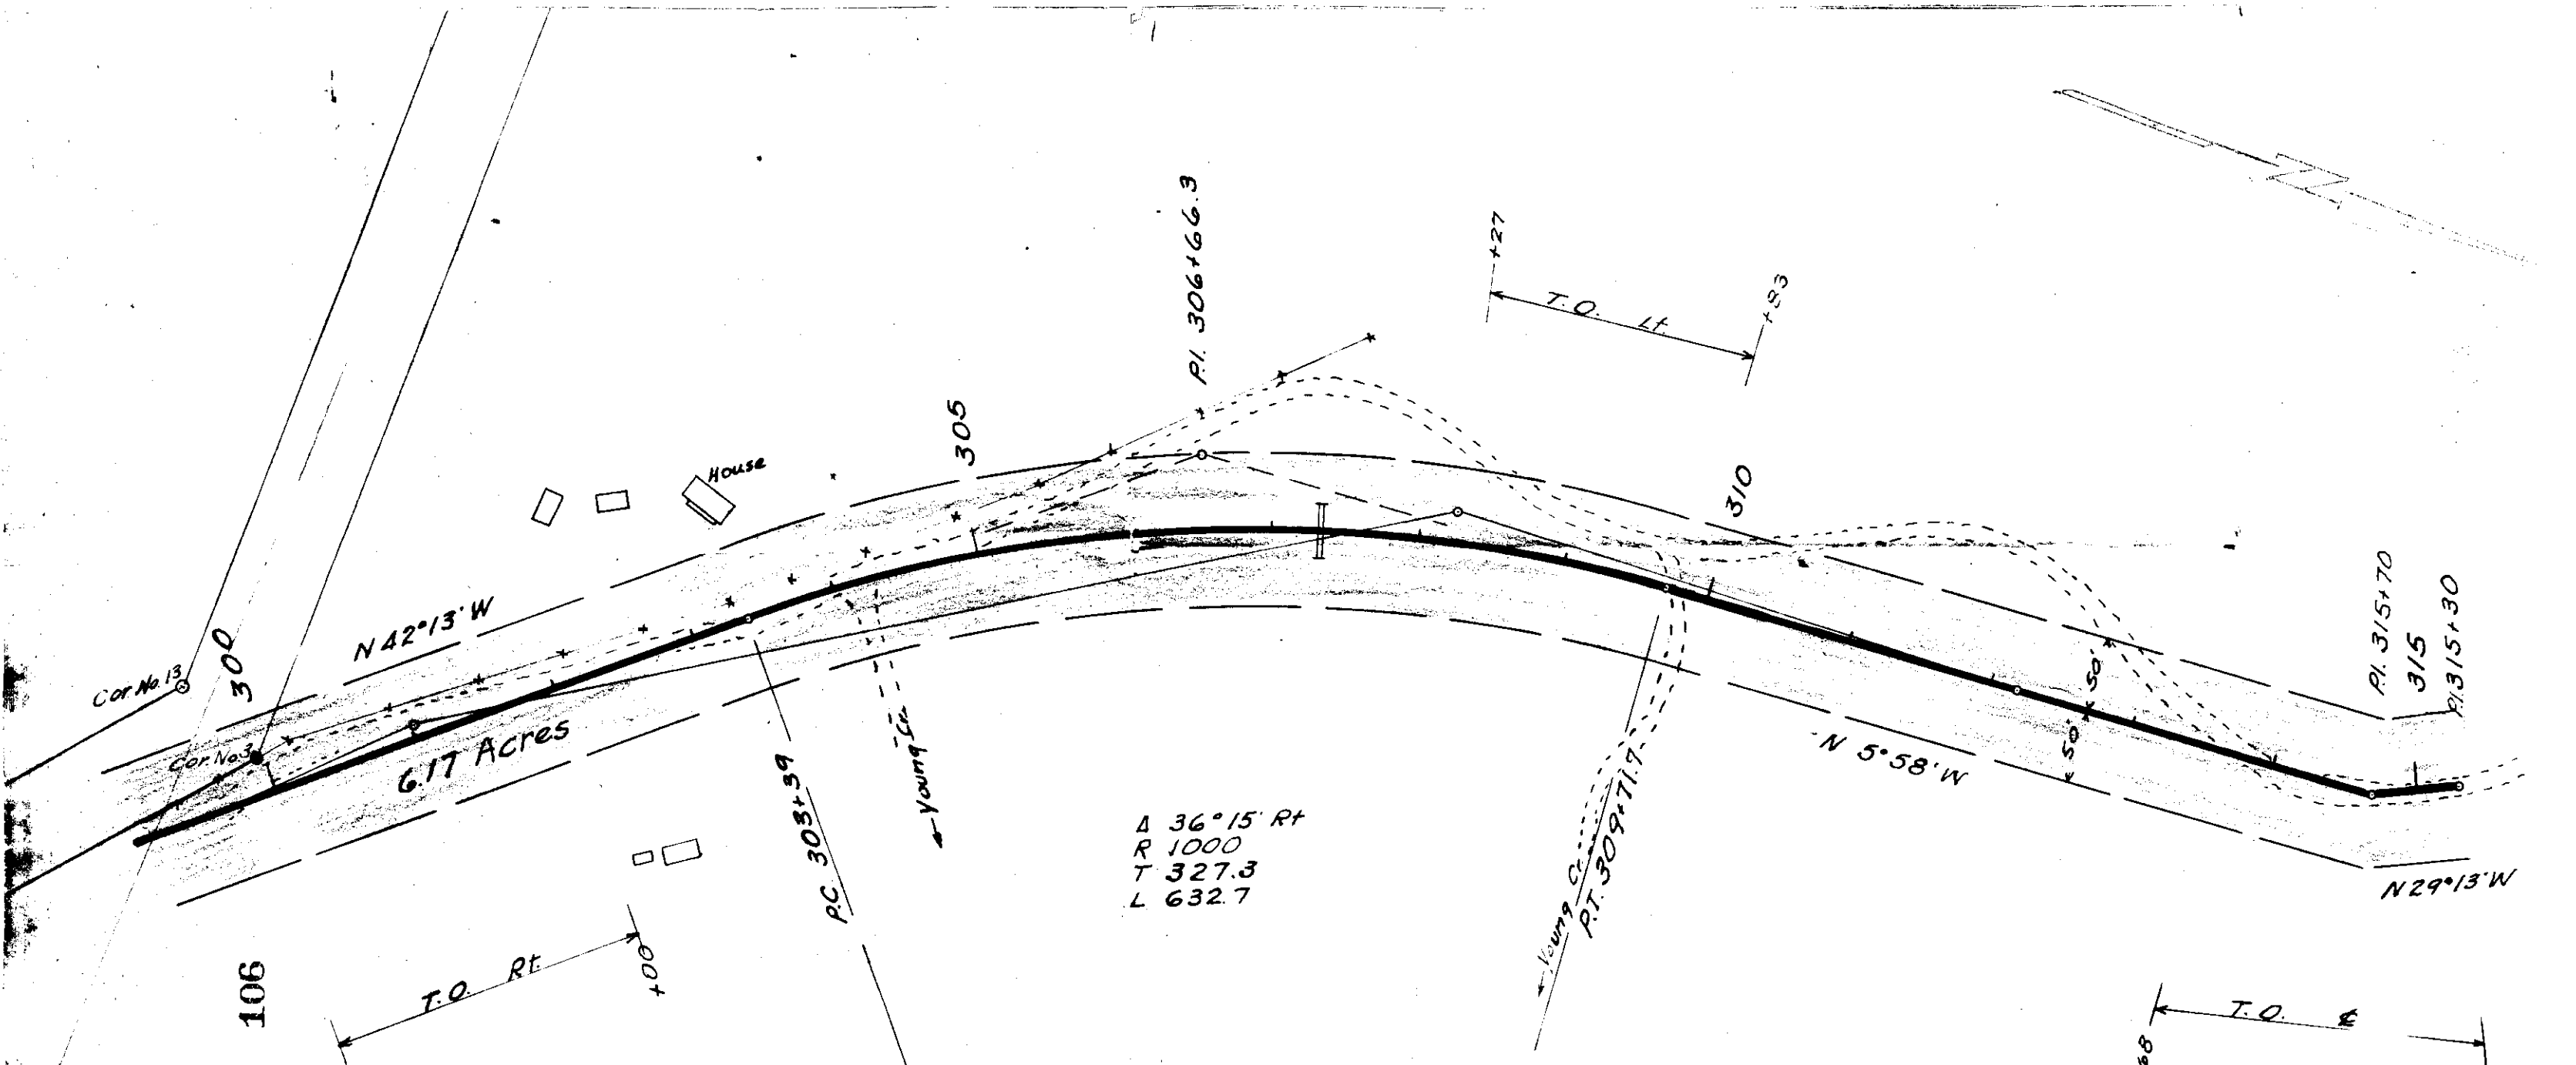 P.I. 306+66.3
+27
T.O. Lt.
+83
305
House
310
N 42°13' W
Cor. No. 13
300
Cor. No. 3
6.17 Acres
50'
50'
P.I. 315+70
315
P.I. 315+30
N 5°58' W
N 29°13' W
P.C. 303+39
Young Cr.
Δ 36°15' Rt
R 1000
T 327.3
L 632.7
Young Cr.
P.T. 309+71.7
106
T.O. Rt.
+00
T.O. ℄
68